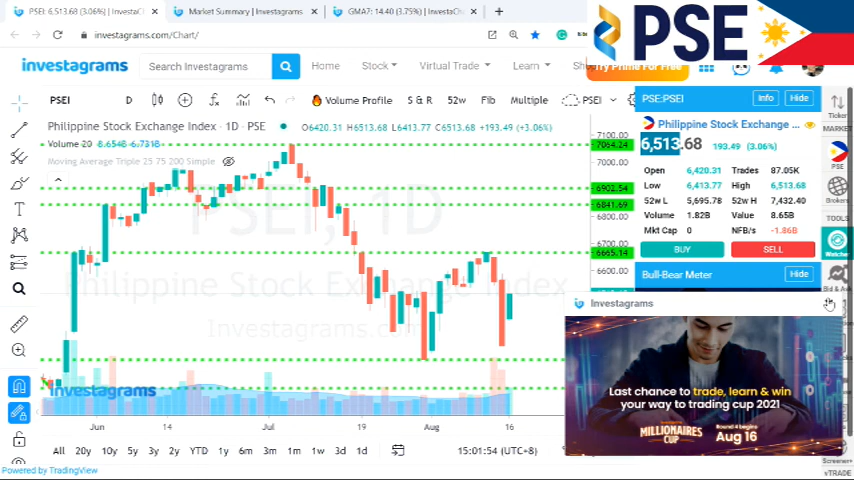 PSEI: 6,513.68 (3.06%) | InvestaC
Market Summary | Investagrams
GMA7: 14.40 (3.75%) | InvestaCh
investagrams.com/Chart/
PSE
investagrams
Search Investagrams
Home
Stock
Virtual Trade
Learn
Try Prime For Free
PSEI
D
Volume Profile
S & R
52w
Fib
Multiple
PSEI
PSE:PSEI
Info
Hide
Ticker
Philippine Stock Exchange Index · 1D · PSE
O6420.31 H6513.68 L6413.77 C6513.68 +193.49 (+3.06%)
Volume 20 8.654B 6.731B
Moving Average Triple 25 75 200 Simple
Philippine Stock Exchange ...
6,513.68
193.49 (3.06%)
Open 6,420.31 Trades 87.05K
Low 6,413.77 High 6,513.68
52w L 5,695.78 52w H 7,432.40
Volume 1.82B Value 8.65B
Mkt Cap 0 NFB/s -1.86B
BUY
SELL
MARKET
PSE
Brokers
TOOLS
Watcher
Bid & Ask
7100.00
7064.24
7000.00
6902.54
6841.69
6800.00
6700.00
6665.14
6600.00
PSEI, 1D
Philippine Stock Exchange Index
Investagrams.com
Bull-Bear Meter
Hide
Investagrams
Last chance to trade, learn & win
your way to trading cup 2021
MILLIONAIRES
CUP
Round 4 begins
Aug 16
investagrams
Jun
14
Jul
Aug
16
All
20y
10y
5y
3y
2y
YTD
1y
6m
3m
1m
1w
3d
1d
15:01:54 (UTC+8)
Powered by TradingView
Screener
vTRADE